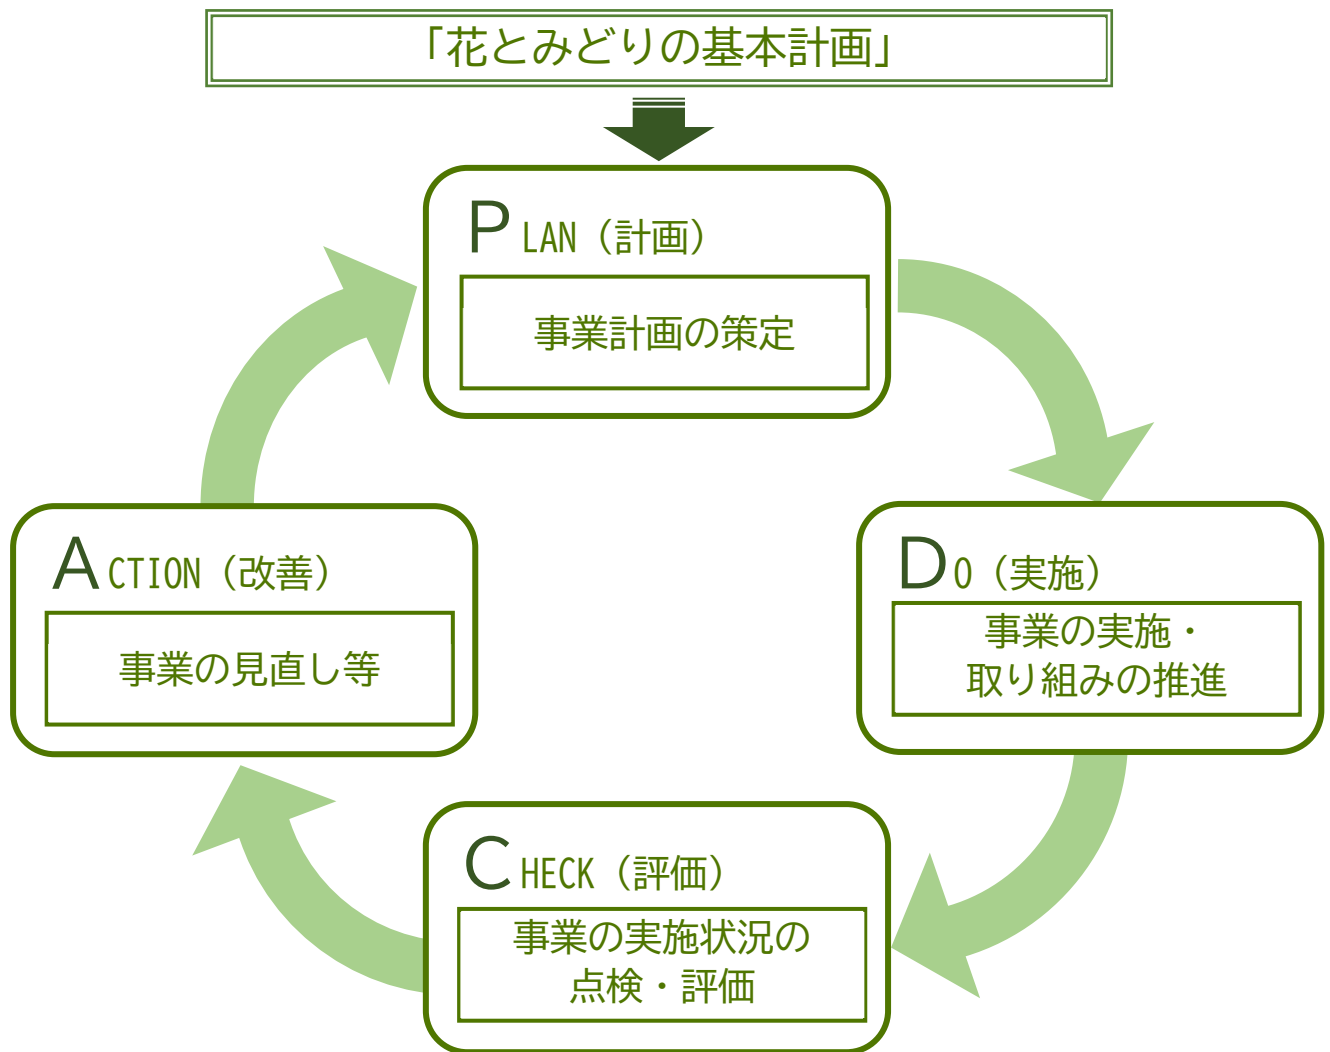 「花とみどりの基本計画」
PLAN（計画）
事業計画の策定
DO（実施）
事業の実施・
取り組みの推進
CHECK（評価）
事業の実施状況の
点検・評価
ACTION（改善）
事業の見直し等